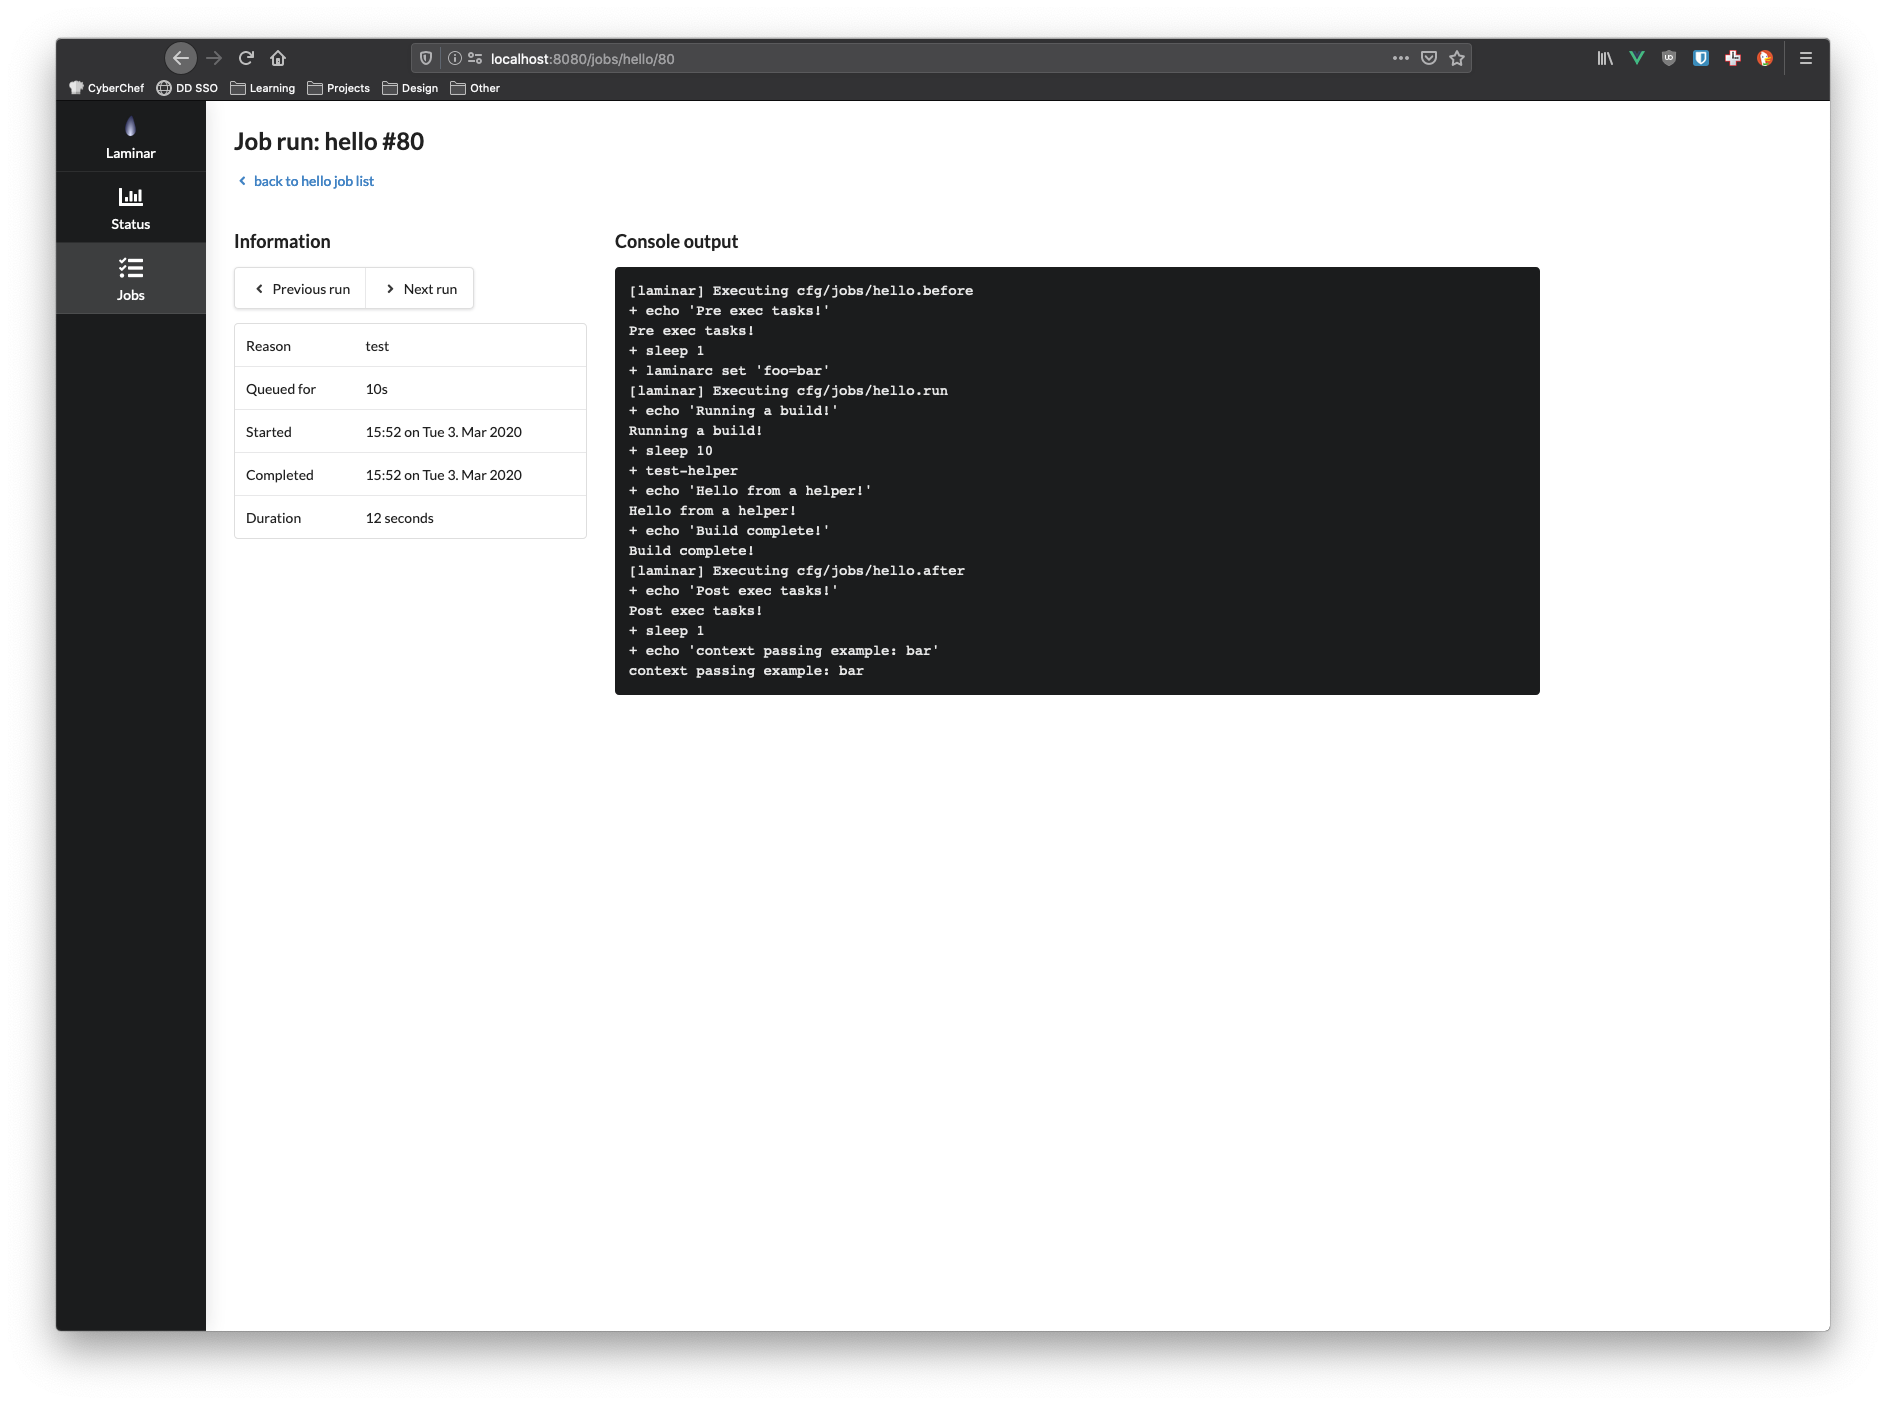 localhost:8080/jobs/hello/80
CyberChef DD SSO Learning Projects Design Other
Laminar
Status
Jobs
Job run: hello #80
back to hello job list
Information
Previous run Next run
Reason test
Queued for 10s
Started 15:52 on Tue 3. Mar 2020
Completed 15:52 on Tue 3. Mar 2020
Duration 12 seconds
Console output
[laminar] Executing cfg/jobs/hello.before
+ echo 'Pre exec tasks!'
Pre exec tasks!
+ sleep 1
+ laminarc set 'foo=bar'
[laminar] Executing cfg/jobs/hello.run
+ echo 'Running a build!'
Running a build!
+ sleep 10
+ test-helper
+ echo 'Hello from a helper!'
Hello from a helper!
+ echo 'Build complete!'
Build complete!
[laminar] Executing cfg/jobs/hello.after
+ echo 'Post exec tasks!'
Post exec tasks!
+ sleep 1
+ echo 'context passing example: bar'
context passing example: bar